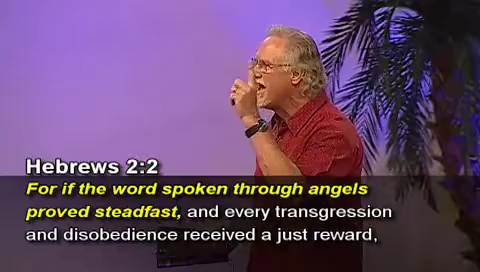 Hebrews 2:2
For if the word spoken through angels
proved steadfast, and every transgression
and disobedience received a just reward,